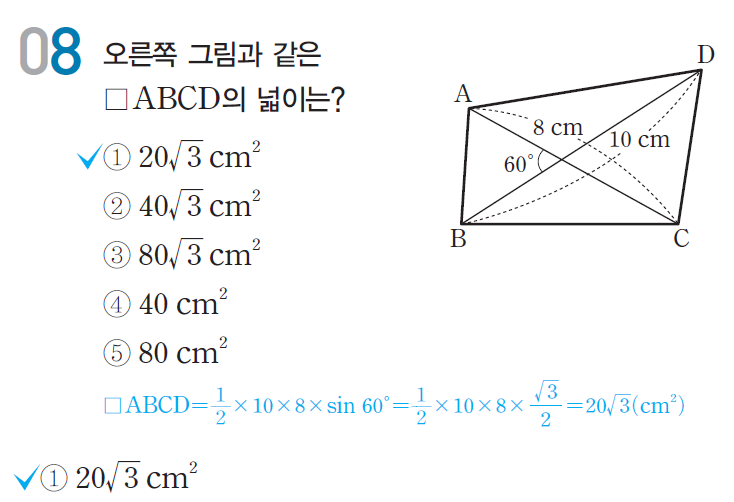 08 오른쪽 그림과 같은
□ABCD의 넓이는?
✓① 20√3 cm²
② 40√3 cm²
③ 80√3 cm²
④ 40 cm²
⑤ 80 cm²
A
D
8 cm
10 cm
60°
B
C
□ABCD=1/2×10×8×sin 60°=1/2×10×8×√3/2=20√3(cm²)
✓① 20√3 cm²